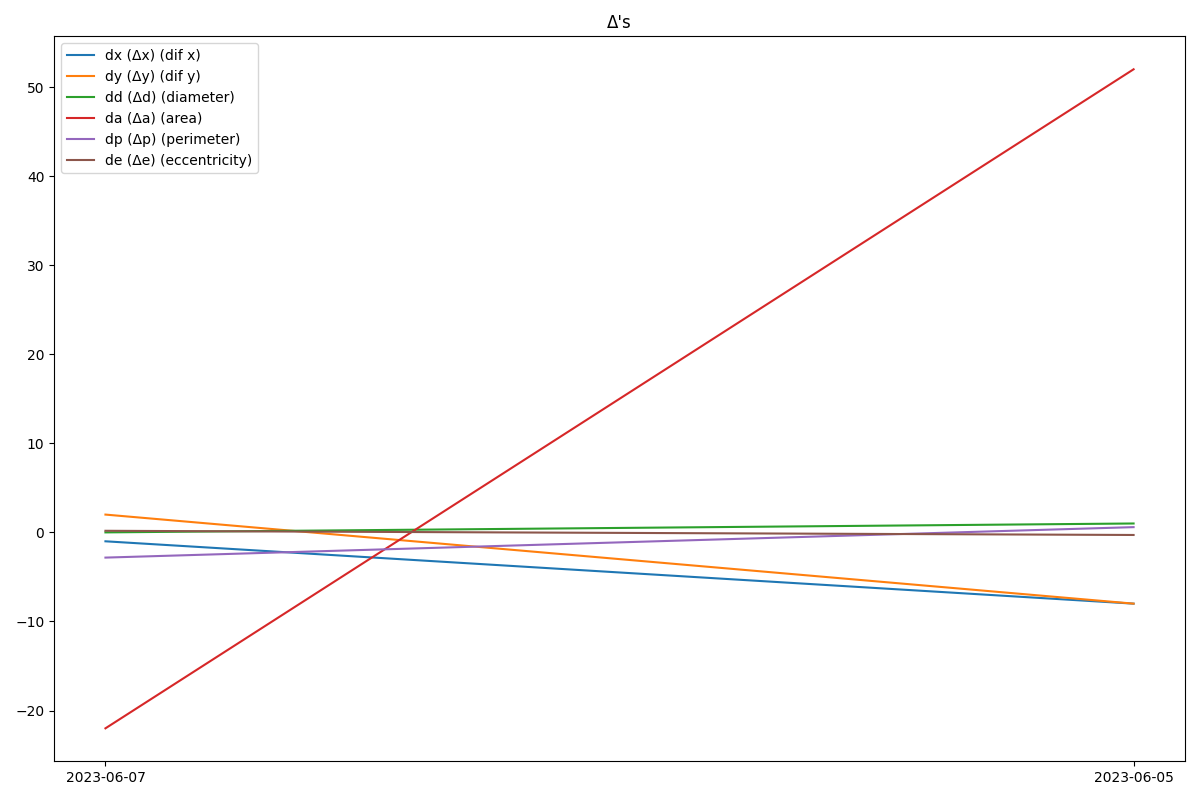 Δ's
dx (Δx) (dif x)
dy (Δy) (dif y)
dd (Δd) (diameter)
da (Δa) (area)
dp (Δp) (perimeter)
de (Δe) (eccentricity)
50
40
30
20
10
0
−10
−20
2023-06-07
2023-06-05